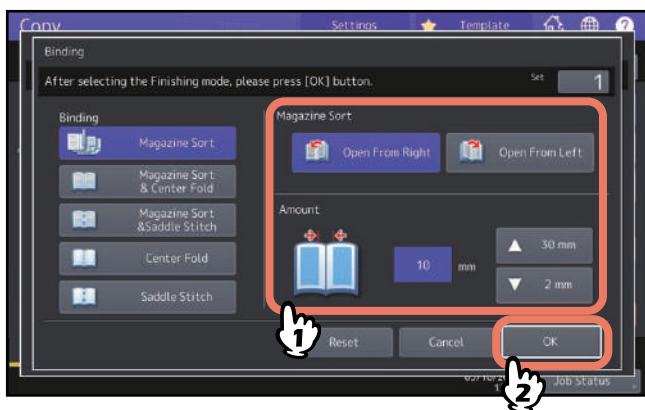 Copy
Settings
Template
?
Binding
After selecting the Finishing mode, please press [OK] button.
Set
1
Binding
Magazine Sort
Magazine Sort
& Center Fold
Magazine Sort
&Saddle Stitch
Center Fold
Saddle Stitch
Magazine Sort
Open From Right
Open From Left
Amount
10
mm
30 mm
2 mm
Reset
Cancel
OK
1
2
Job Status